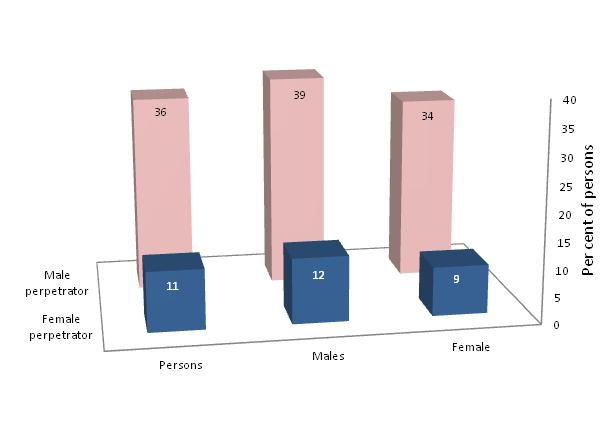 36
39
34
11
12
9
Male
perpetrator
Female
perpetrator
Persons
Males
Female
40
35
30
25
20
15
10
5
0
Per cent of persons